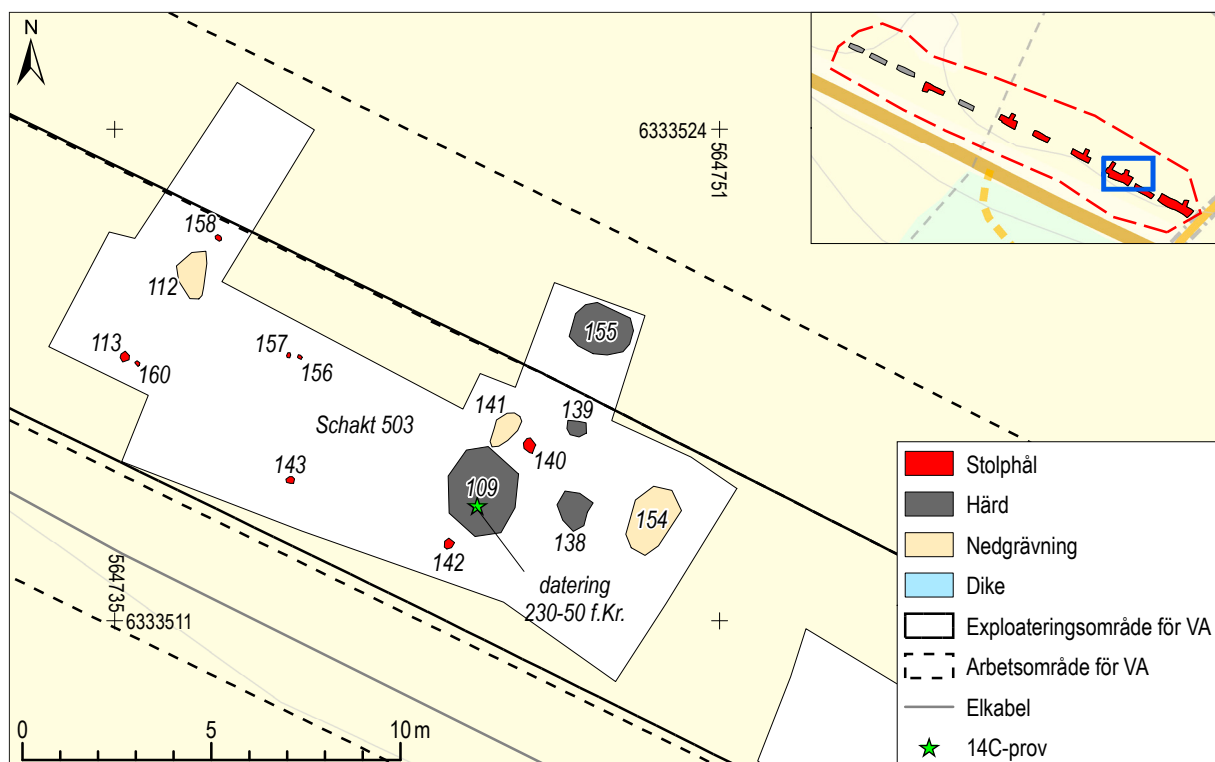 N
6333524
564751
158
112
113
160
157
156
155
Schakt 503
141
139
140
143
109
138
154
142
datering
230-50 f.Kr.
564735
6333511
0 5 10 m
Stolphål
Härd
Nedgrävning
Dike
Exploateringsområde för VA
Arbetsområde för VA
Elkabel
14C-prov